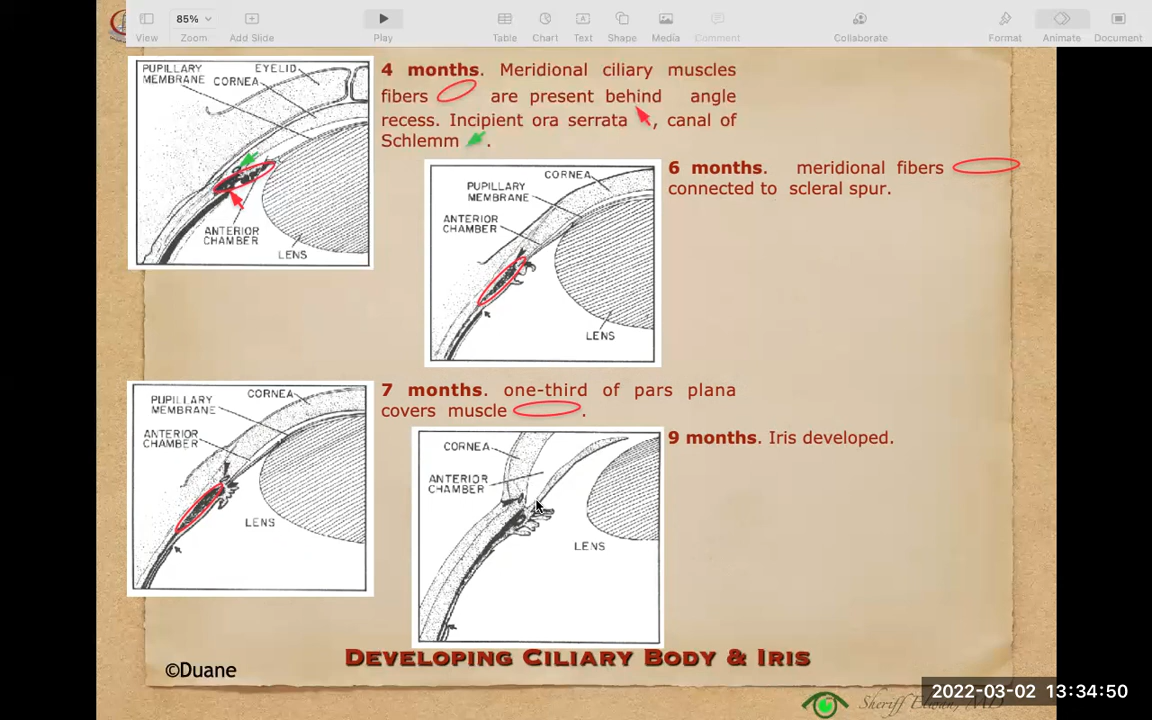 85%
View
Zoom
Add Slide
Play
Table
Chart
Text
Shape
Media
Comment
Collaborate
Format
Animate
Document
PUPILLARY
MEMBRANE
EYELID
CORNEA
ANTERIOR
CHAMBER
LENS
4 months. Meridional ciliary muscles
fibers are present behind angle
recess. Incipient ora serrata , canal of
Schlemm .
CORNEA
PUPILLARY
MEMBRANE
ANTERIOR
CHAMBER
LENS
6 months. meridional fibers
connected to scleral spur.
CORNEA
PUPILLARY
MEMBRANE
ANTERIOR
CHAMBER
LENS
7 months. one-third of pars plana
covers muscle .
CORNEA
ANTERIOR
CHAMBER
LENS
9 months. Iris developed.
Developing Ciliary Body & Iris
©Duane
Sheriff Elwan, MD
2022-03-02 13:34:50